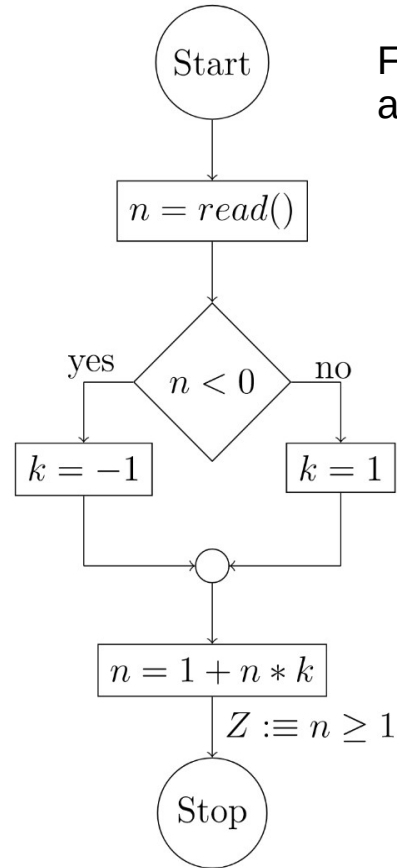 Start
F
a
n = read()
yes
n < 0
no
k = −1
k = 1
n = 1 + n ∗ k
Z :≡ n ≥ 1
Stop